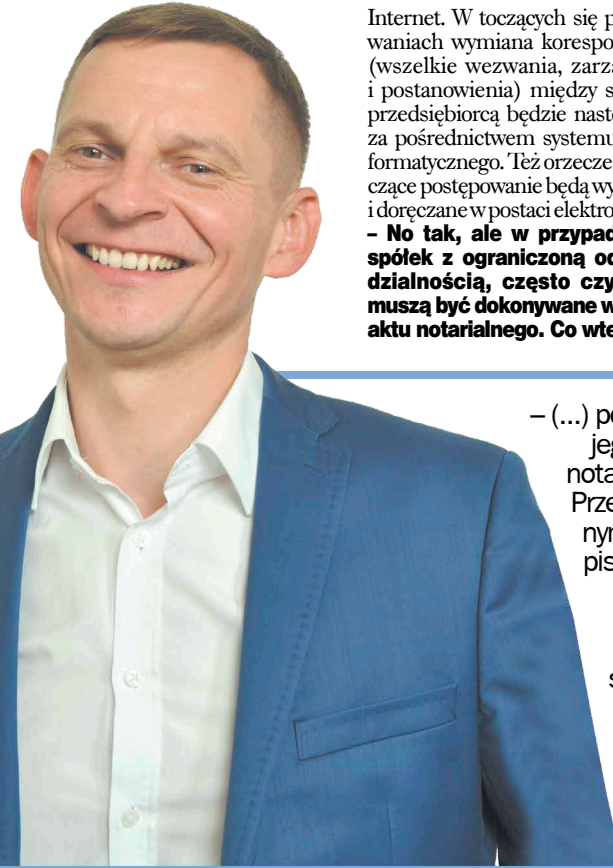 Internet. W toczących się p
waniach wymiana korespo
(wszelkie wezwania, zarzą
i postanowienia) między s
przedsiębiorcą będzie nastę
za pośrednictwem systemu
formatycznego. Też orzecze
czące postępowanie będą wy
i doręczane w postaci elektro
– No tak, ale w przypad
spółek z ograniczoną od
dzialnością, często czy
muszą być dokonywane w
aktu notarialnego. Co wte
– (...) po
jeg
nota
Prze
nyn
pis
s